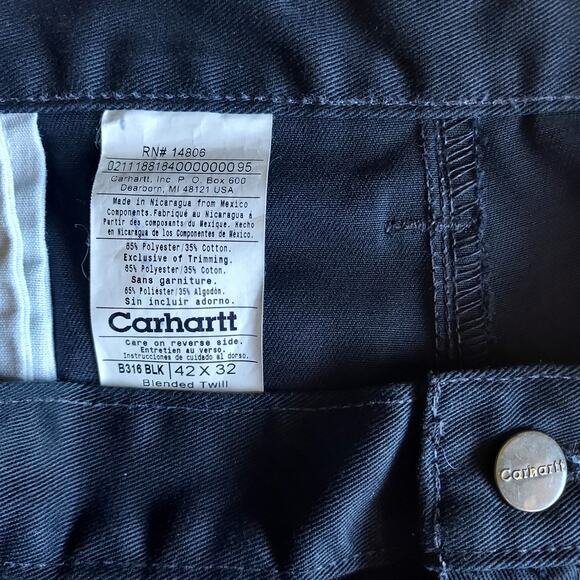 RN# 14806
02111881840000000095
Carhartt, Inc. P. O. Box 600
Dearborn, MI 48121 USA
Made in Nicaragua from Mexico
Components.Fabriqué au Nicaragua à
Partir des composants du Mexique. Hecho
en Nicaragua de los Componentes de México.
65% Polyester/35% Cotton.
Exclusive of Trimming.
65% Polyester/35% Coton.
Sans garniture.
65% Poliéster/35% Algodón.
Sin incluir adorno.
Carhartt
Care on reverse side.
Entretien au verso.
Instrucciones de cuidado al dorso.
B316 BLK 42 X 32
Blended Twill
Carhartt